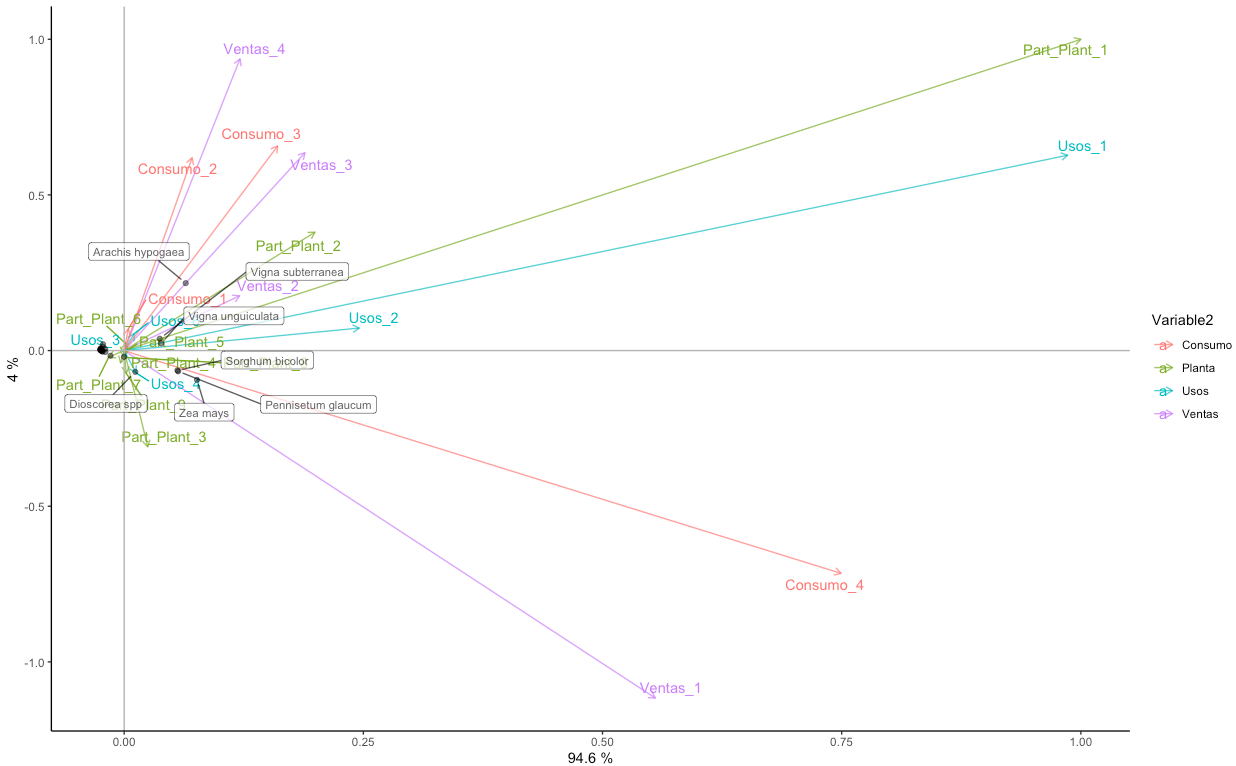 1.0
Ventas_4
Part_Plant_1
Consumo_3
Usos_1
Consumo_2
Ventas_3
0.5
Part_Plant_2
Arachis hypogaea
Vigna subterranea
Ventas_2
Consumo_1
Vigna unguiculata
Usos_2
Part_Plant_6
Usos_3
Part_Plant_5
0.0
Part_Plant_4
Sorghum bicolor
Part_Plant_7
Usos_4
Dioscorea spp
Zea mays
Pennisetum glaucum
Part_Plant_3
-0.5
Consumo_4
-1.0
Ventas_1
0.00
0.25
0.50
0.75
1.00
94.6 %
4 %
Variable2
a Consumo
a Planta
a Usos
a Ventas